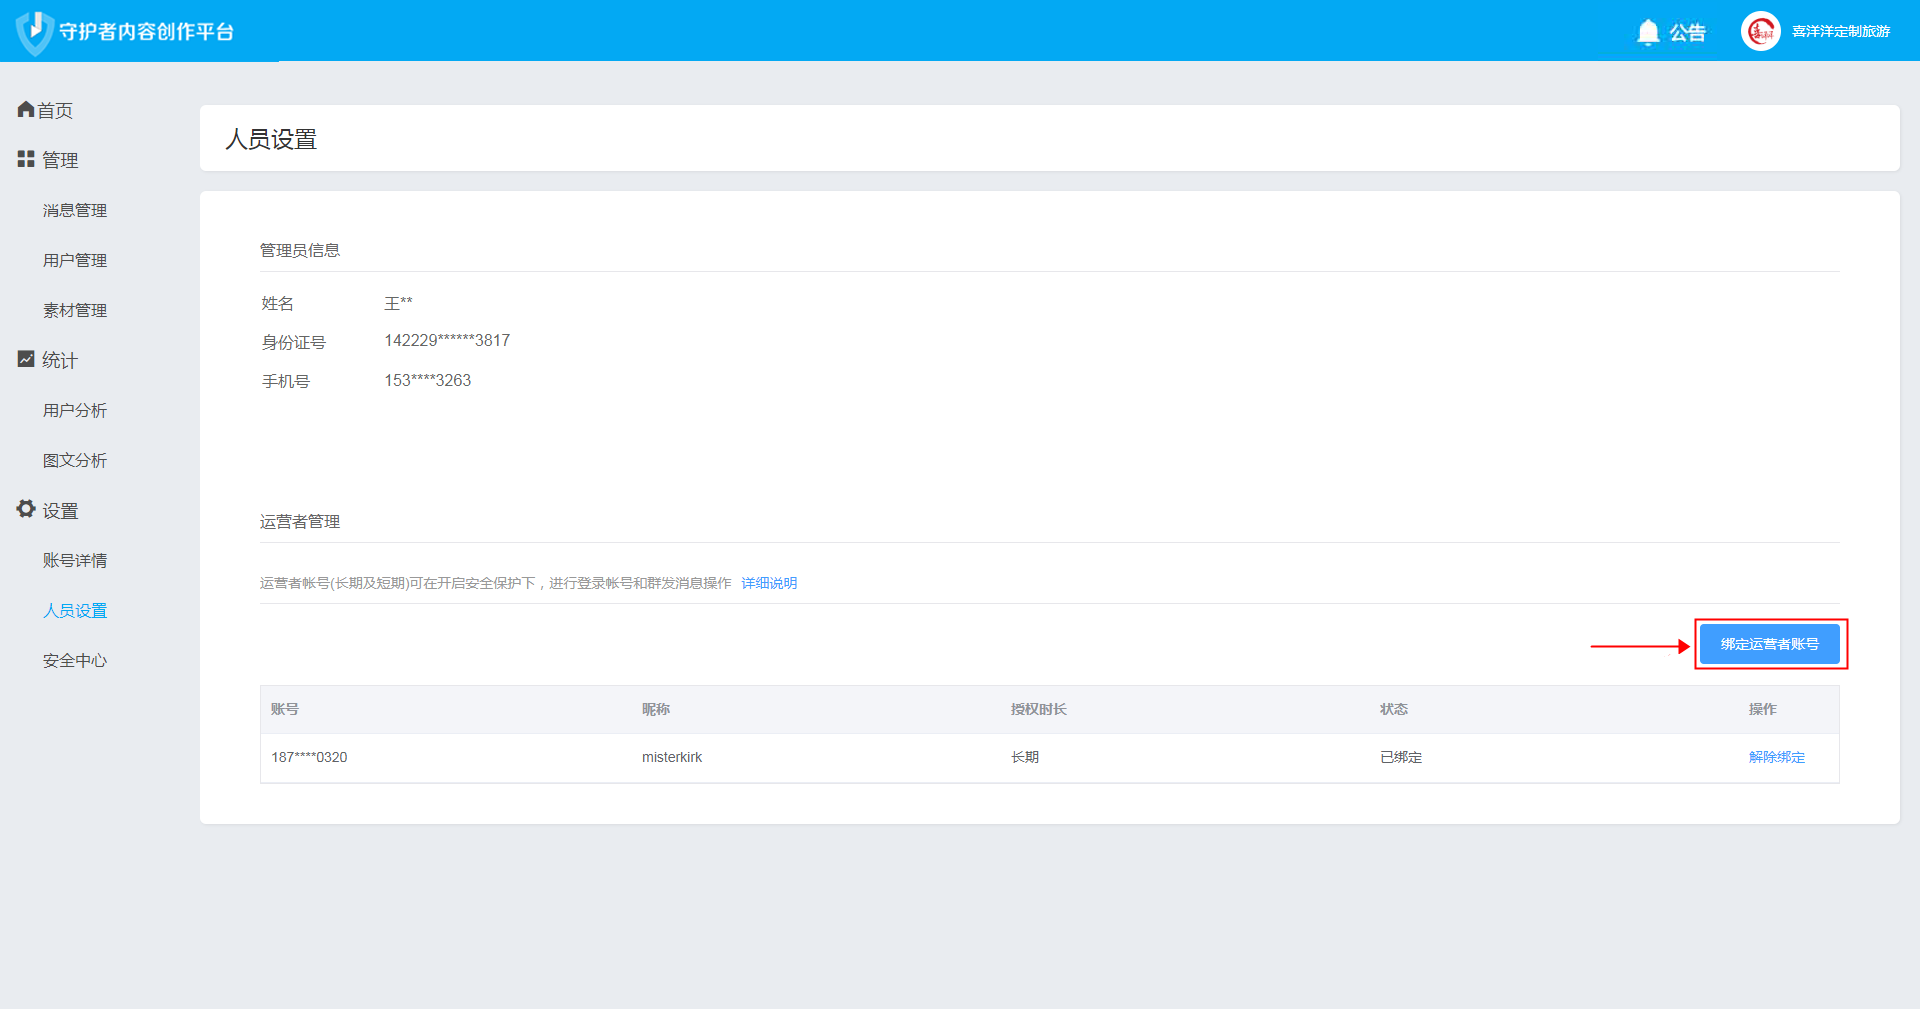 守护者内容创作平台
公告
喜洋洋定制旅游
首页
管理
消息管理
用户管理
素材管理
统计
用户分析
图文分析
设置
账号详情
人员设置
安全中心
人员设置
管理员信息
姓名 王**
身份证号 142229******3817
手机号 153****3263
运营者管理
运营者帐号(长期及短期)可在开启安全保护下，进行登录帐号和群发消息操作 详细说明
绑定运营者账号
账号 昵称 授权时长 状态 操作
187****0320 misterkirk 长期 已绑定 解除绑定